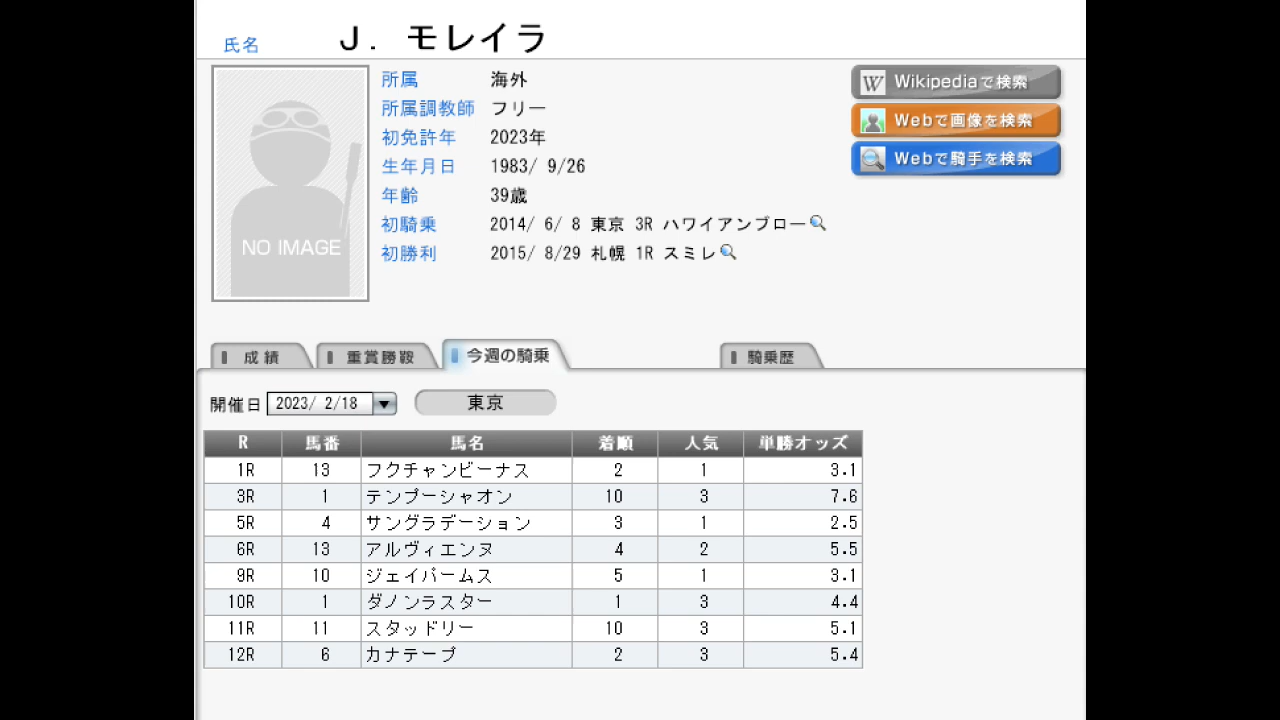 氏名 J. モレイラ
所属 海外
所属調教師 フリー
初免許年 2023年
生年月日 1983/ 9/26
年齢 39歳
初騎乗 2014/ 6/ 8 東京 3R ハワイアンブロー
初勝利 2015/ 8/29 札幌 1R スミレ
NO IMAGE
W Wikipediaで検索
Webで画像を検索
Webで騎手を検索
成績 重賞勝鞍 今週の騎乗 騎乗歴
開催日 2023/ 2/18 東京
R 馬番 馬名 着順 人気 単勝オッズ
1R 13 フクチャンビーナス 2 1 3.1
3R 1 テンプーシャオン 10 3 7.6
5R 4 サングラデーション 3 1 2.5
6R 13 アルヴィエンヌ 4 2 5.5
9R 10 ジェイパームス 5 1 3.1
10R 1 ダノンラスター 1 3 4.4
11R 11 スタッドリー 10 3 5.1
12R 6 カナテープ 2 3 5.4